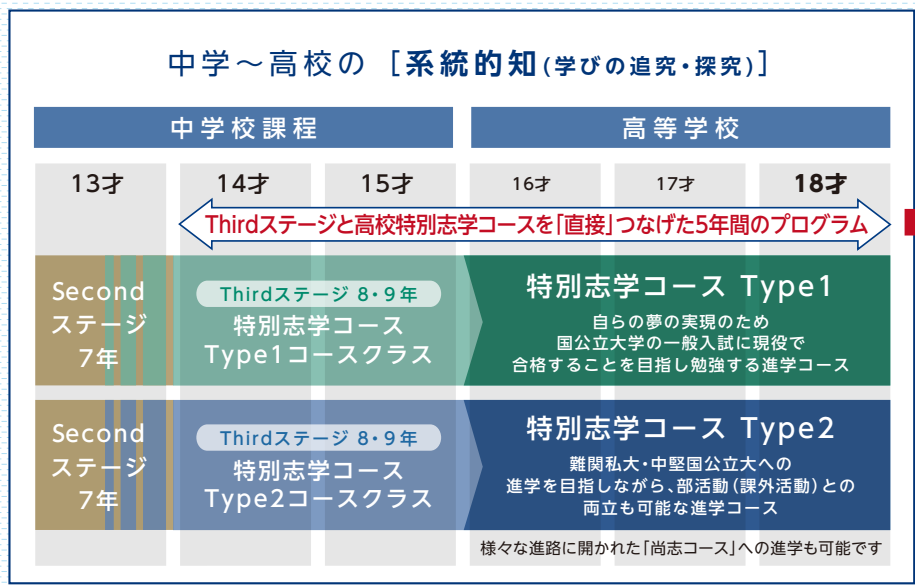 中学～高校の［系統的知(学びの追究・探究)］
中学校課程
高等学校
13才 14才 15才 16才 17才 18才
Thirdステージと高校特別志学コースを「直接」つなげた5年間のプログラム
Second
ステージ
7年
Thirdステージ 8・9年
特別志学コース
Type1コースクラス
特別志学コース Type1
自らの夢の実現のため
国公立大学の一般入試に現役で
合格することを目指し勉強する進学コース
Second
ステージ
7年
Thirdステージ 8・9年
特別志学コース
Type2コースクラス
特別志学コース Type2
難関私大・中堅国公立大への
進学を目指しながら、部活動(課外活動)との
両立も可能な進学コース
様々な進路に開かれた「尚志コース」への進学も可能です